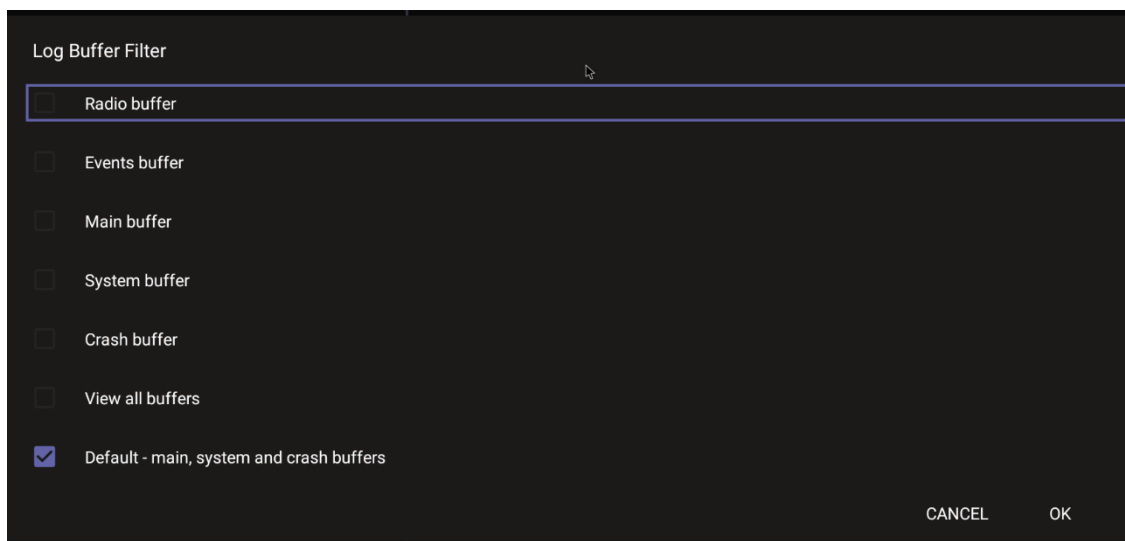 Log Buffer Filter
Radio buffer
Events buffer
Main buffer
System buffer
Crash buffer
View all buffers
Default - main, system and crash buffers
CANCEL OK